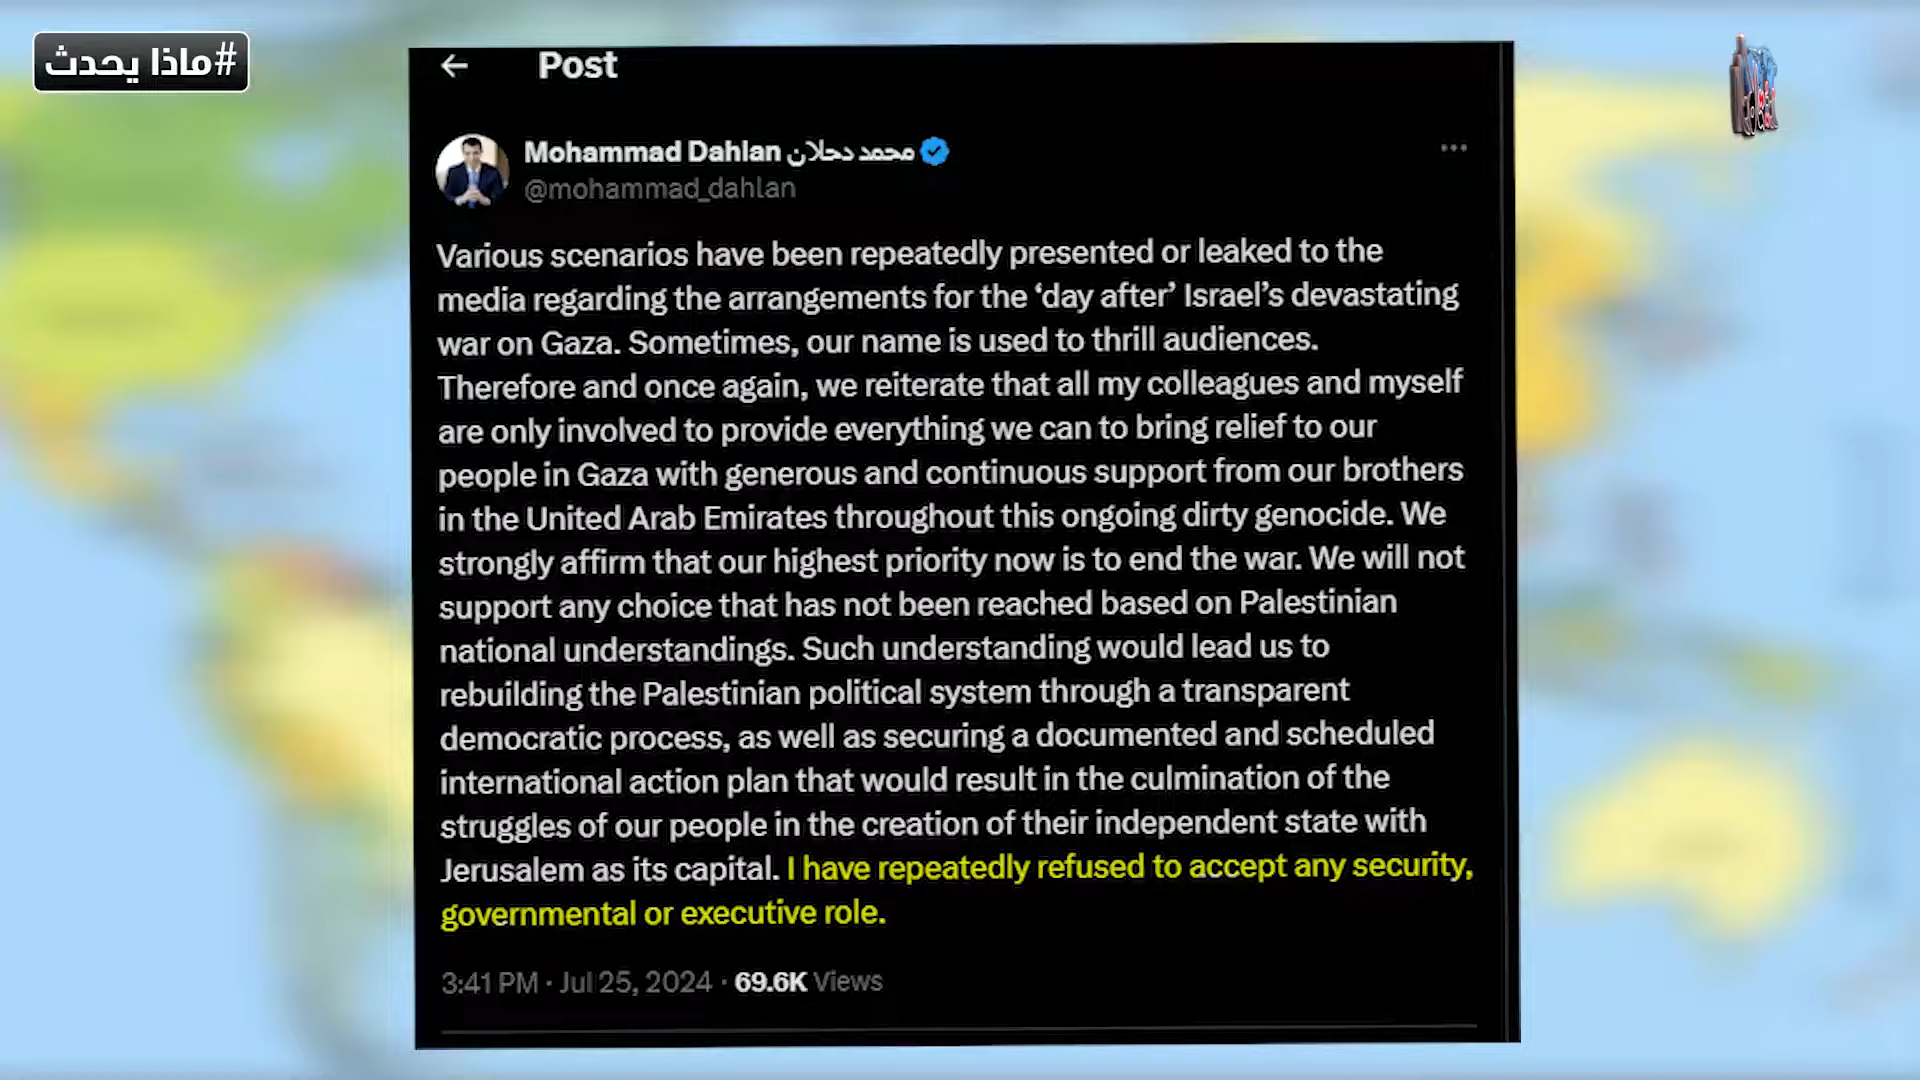 #ماذا يحدث
Post
Mohammad Dahlan محمد دحلان
@mohammad_dahlan
Various scenarios have been repeatedly presented or leaked to the
media regarding the arrangements for the ‘day after’ Israel’s devastating
war on Gaza. Sometimes, our name is used to thrill audiences.
Therefore and once again, we reiterate that all my colleagues and myself
are only involved to provide everything we can to bring relief to our
people in Gaza with generous and continuous support from our brothers
in the United Arab Emirates throughout this ongoing dirty genocide. We
strongly affirm that our highest priority now is to end the war. We will not
support any choice that has not been reached based on Palestinian
national understandings. Such understanding would lead us to
rebuilding the Palestinian political system through a transparent
democratic process, as well as securing a documented and scheduled
international action plan that would result in the culmination of the
struggles of our people in the creation of their independent state with
Jerusalem as its capital. I have repeatedly refused to accept any security,
governmental or executive role.
3:41 PM · Jul 25, 2024 · 69.6K Views